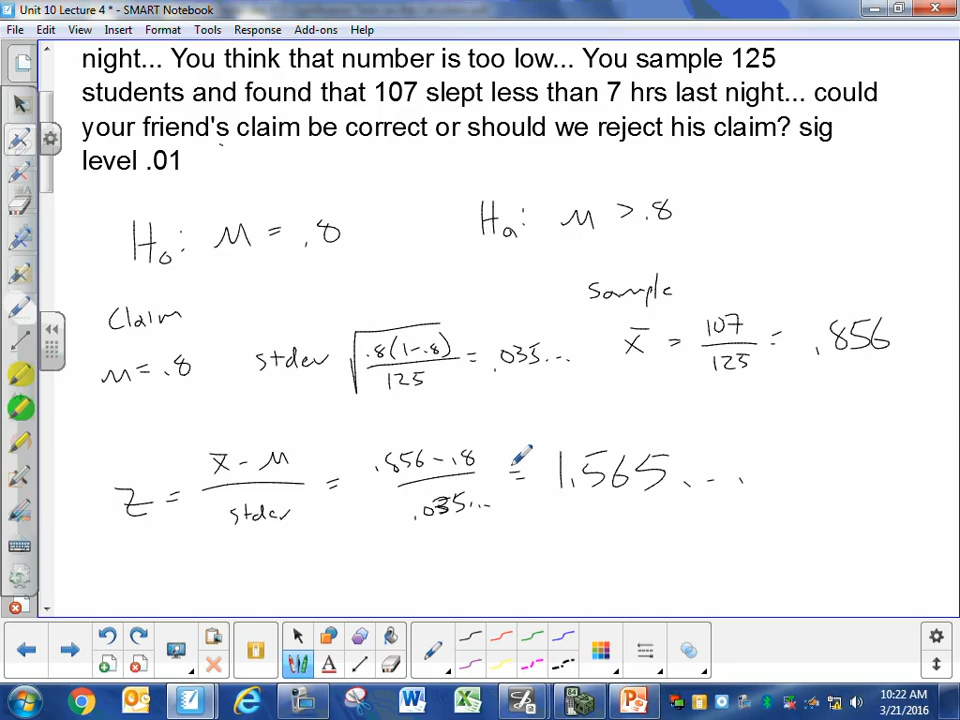 Unit 10 Lecture 4 * - SMART Notebook
File Edit View Insert Format Tools Response Add-ons Help
night... You think that number is too low... You sample 125
students and found that 107 slept less than 7 hrs last night... could
your friend's claim be correct or should we reject his claim? sig
level .01
H₀: μ = .8
Hₐ: μ > .8
Claim
μ = .8
stdev √(.8(1-.8)/125) = .035...
Sample
x̄ = 107/125 = .856
z = (x̄ - μ)/stdev = (.856 - .8)/.035... = 1.565...
10:22 AM
3/21/2016